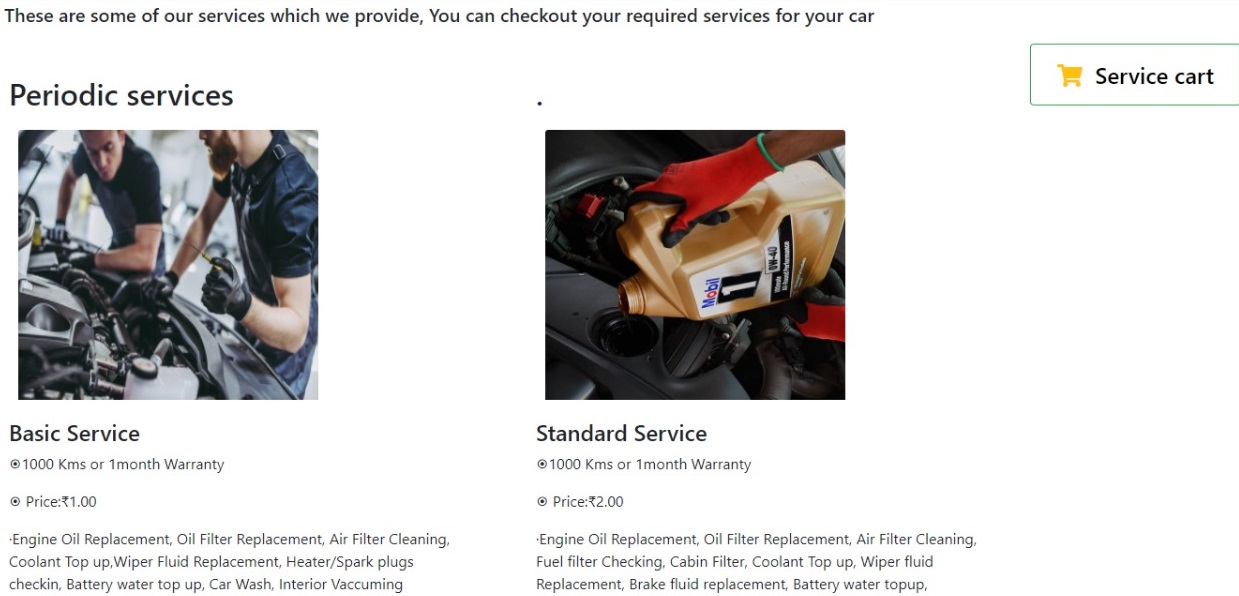 These are some of our services which we provide, You can checkout your required services for your car
Service cart
Periodic services
.
Mobil
1
0W-40
Basic Service
1000 Kms or 1month Warranty
Price:₹1.00
·Engine Oil Replacement, Oil Filter Replacement, Air Filter Cleaning,
Coolant Top up,Wiper Fluid Replacement, Heater/Spark plugs
checkin, Battery water top up, Car Wash, Interior Vaccuming
Standard Service
1000 Kms or 1month Warranty
Price:₹2.00
·Engine Oil Replacement, Oil Filter Replacement, Air Filter Cleaning,
Fuel filter Checking, Cabin Filter, Coolant Top up, Wiper fluid
Replacement, Brake fluid replacement, Battery water topup,